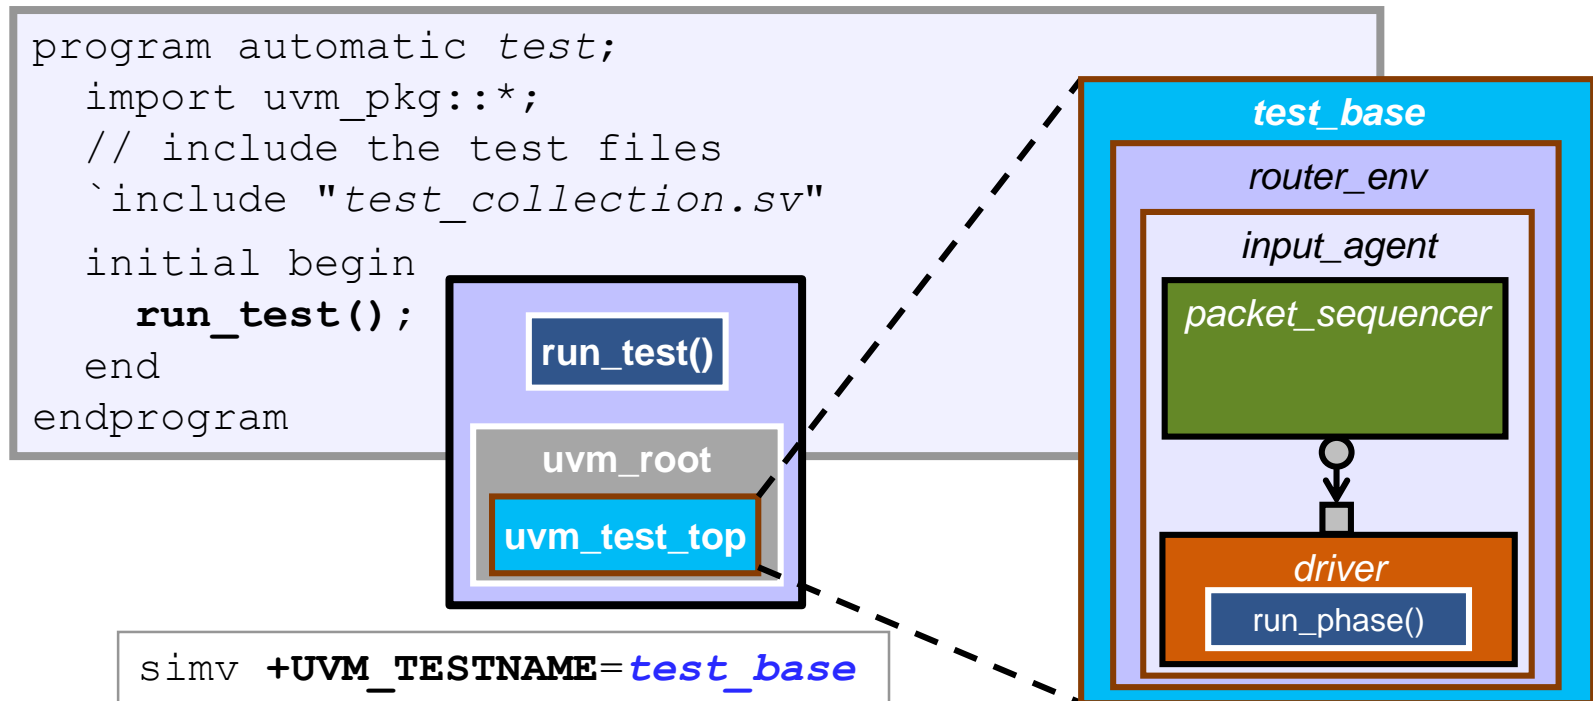 program automatic test;
import uvm_pkg::*;
// include the test files
`include "test_collection.sv"
initial begin
run_test();
end
endprogram
run_test()
uvm_root
uvm_test_top
simv +UVM_TESTNAME=test_base
test_base
router_env
input_agent
packet_sequencer
driver
run_phase()